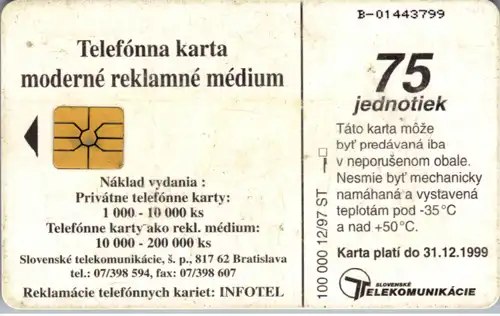 B-01443799
Telefónna karta
moderné reklamné médium
Náklad vydania :
Privátne telefónne karty:
1 000 - 10 000 ks
Telefónne karty ako rekl. médium:
10 000 - 200 000 ks
Slovenské telekomunikácie, š. p., 817 62 Bratislava
tel.: 07/398 594, fax: 07/398 607
Reklamácie telefónnych kariet: INFOTEL
100 000 12/97 ST
75
jednotiek
Táto karta môže
byť predávaná iba
v neporušenom obale.
Nesmie byť mechanicky
namáhaná a vystavená
teplotám pod -35°C
a nad +50°C.
Karta platí do 31.12.1999
SLOVENSKÉ
TELEKOMUNIKÁCIE